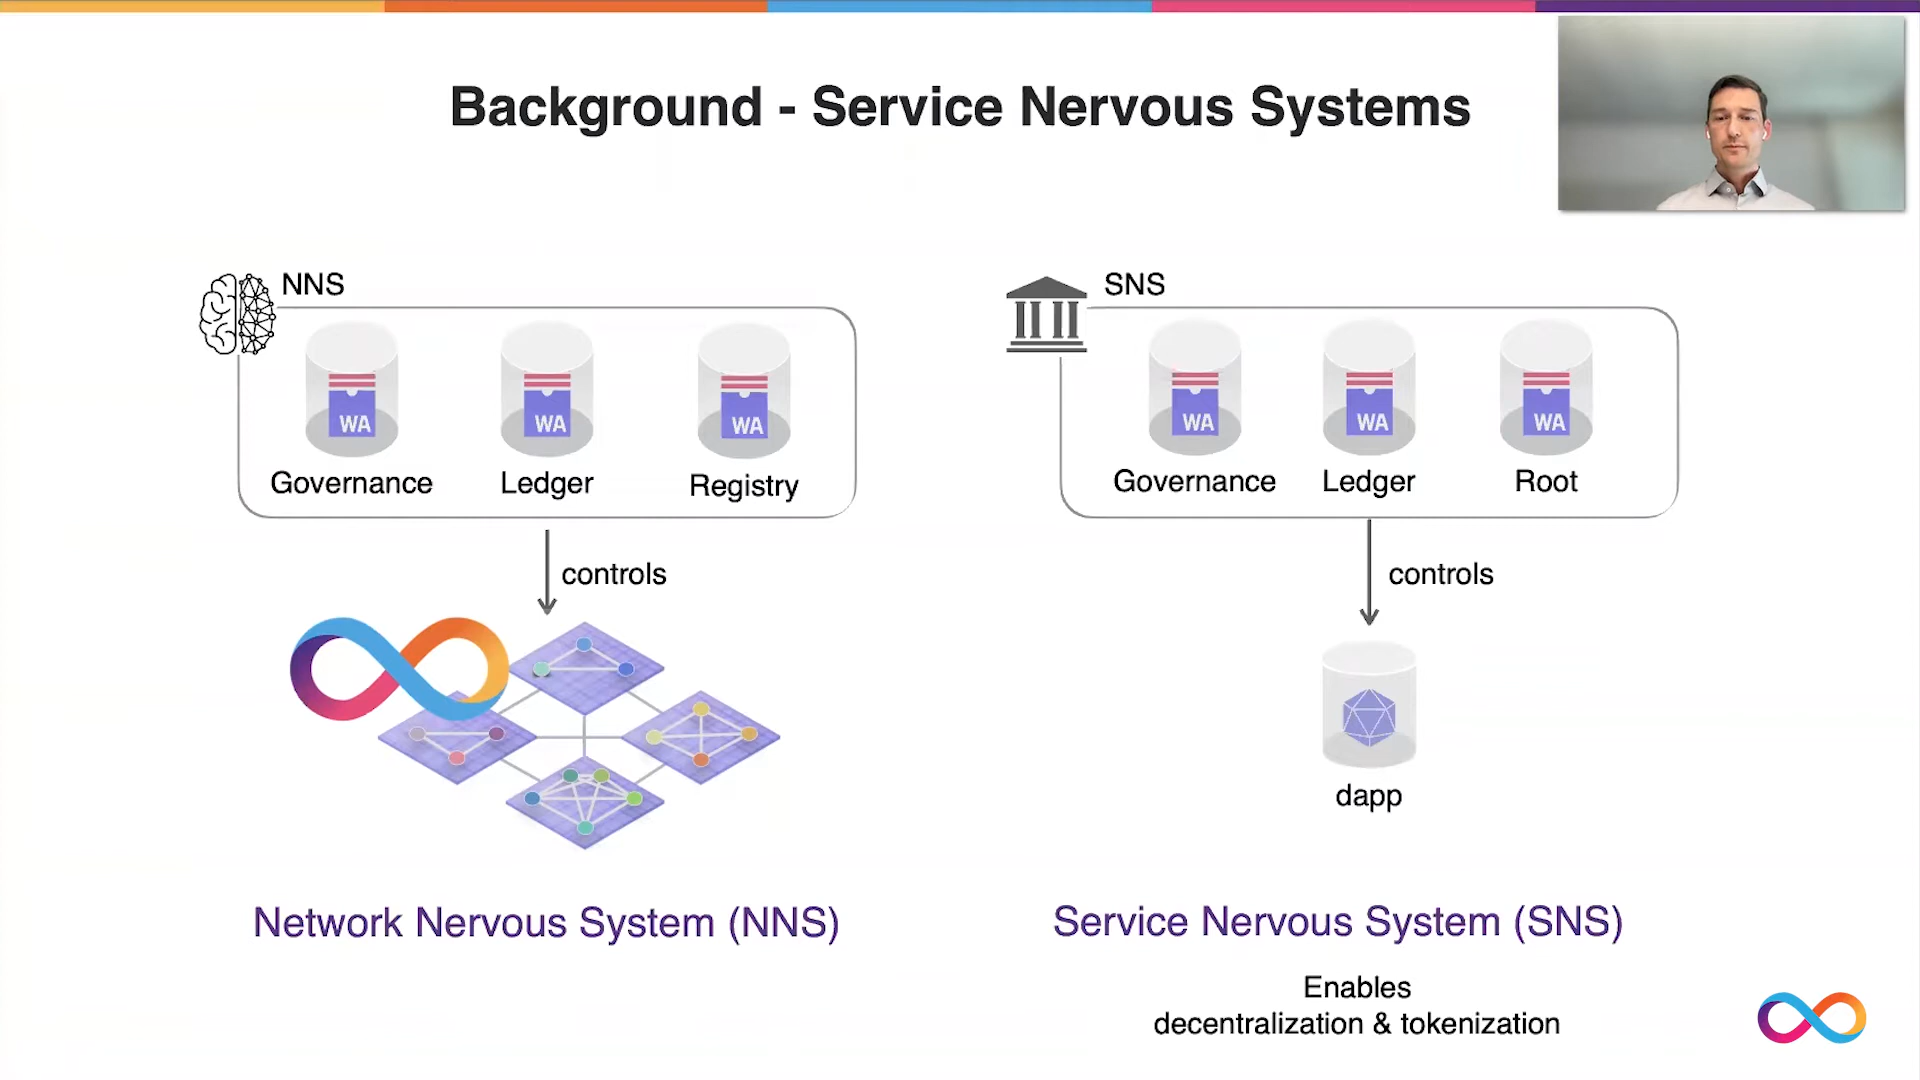 Background - Service Nervous Systems
NNS
WA
WA
WA
Governance
Ledger
Registry
controls
Network Nervous System (NNS)
SNS
WA
WA
WA
Governance
Ledger
Root
controls
dapp
Service Nervous System (SNS)
Enables
decentralization & tokenization